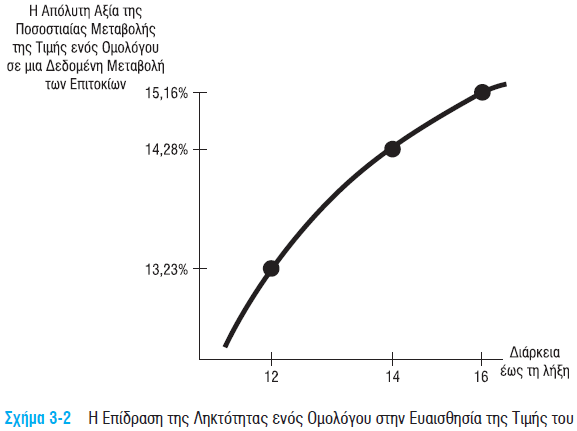 Η Απόλυτη Αξία της
Ποσοστιαίας Μεταβολής
της Τιμής ενός Ομολόγου
σε μια Δεδομένη Μεταβολή
των Επιτοκίων
15,16%
14,28%
13,23%
12
14
16
Διάρκεια
έως τη λήξη
Σχήμα 3-2 Η Επίδραση της Ληκτότητας ενός Ομολόγου στην Ευαισθησία της Τιμής του